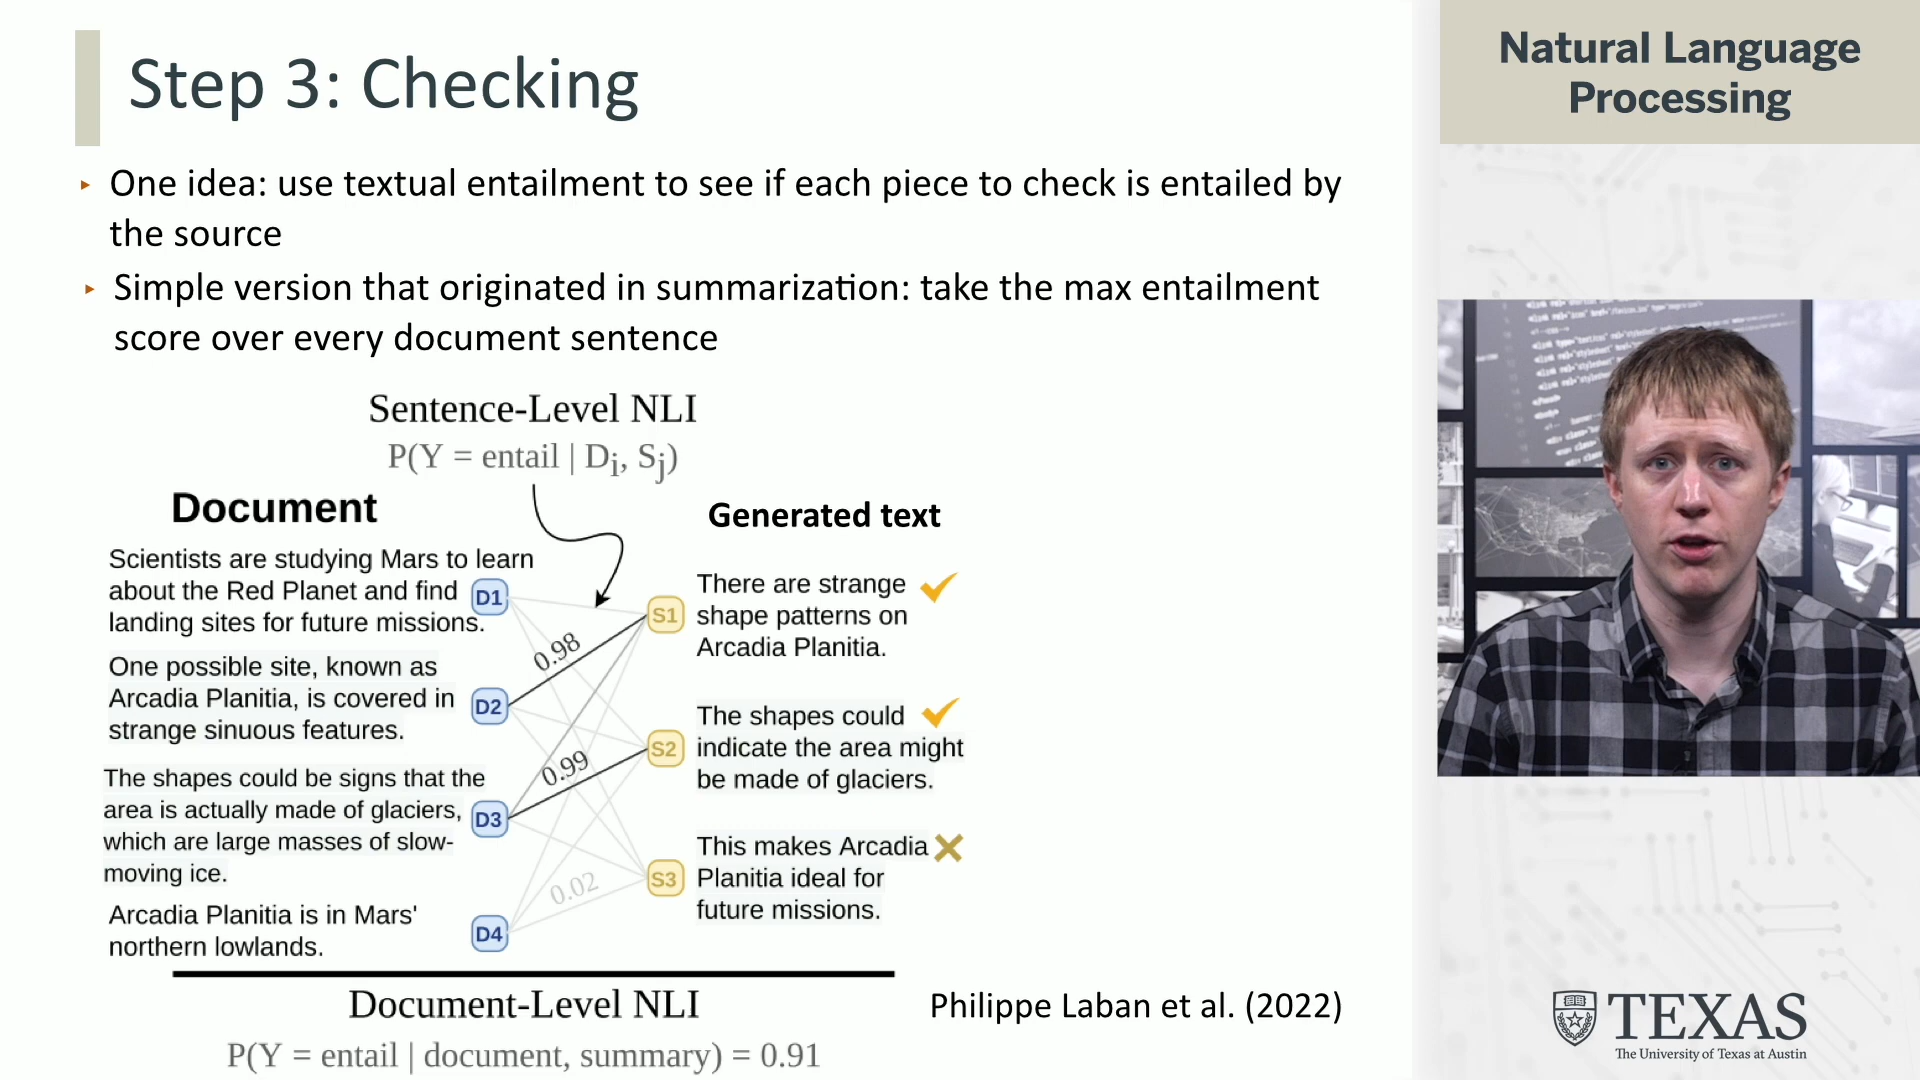 Step 3: Checking
‣ One idea: use textual entailment to see if each piece to check is entailed by
the source
‣ Simple version that originated in summarization: take the max entailment
score over every document sentence
Sentence-Level NLI
P(Y = entail | Di, Sj)
Document
Generated text
Scientists are studying Mars to learn
about the Red Planet and find
landing sites for future missions.
D1
One possible site, known as
Arcadia Planitia, is covered in
strange sinuous features.
D2
The shapes could be signs that the
area is actually made of glaciers,
which are large masses of slow-
moving ice.
D3
Arcadia Planitia is in Mars'
northern lowlands.
D4
0.98
0.99
0.02
S1
There are strange
shape patterns on
Arcadia Planitia.
S2
The shapes could
indicate the area might
be made of glaciers.
S3
This makes Arcadia
Planitia ideal for
future missions.
Document-Level NLI
P(Y = entail | document, summary) = 0.91
Philippe Laban et al. (2022)
Natural Language
Processing
TEXAS
The University of Texas at Austin